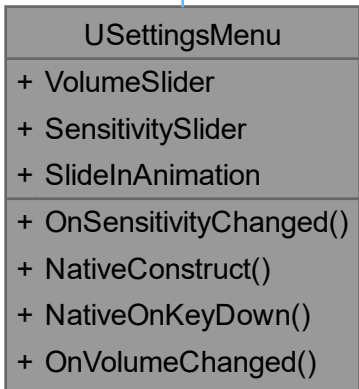 USettingsMenu
+ VolumeSlider
+ SensitivitySlider
+ SlideInAnimation
+ OnSensitivityChanged()
+ NativeConstruct()
+ NativeOnKeyDown()
+ OnVolumeChanged()